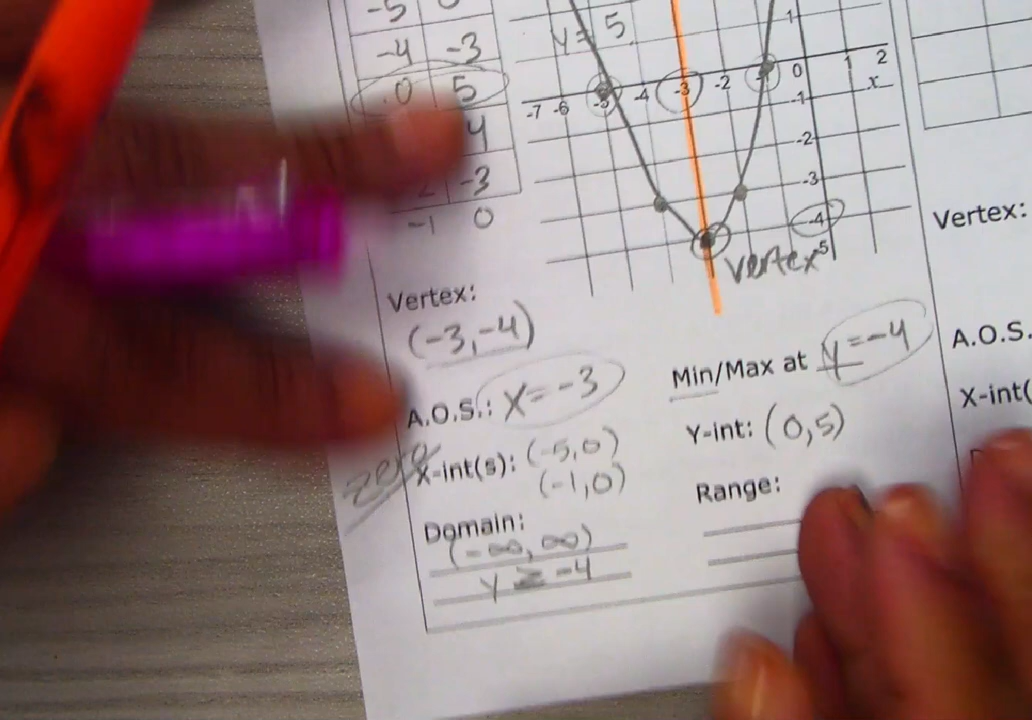 -5 0
-4 -3
0 5
4
-3
-1 0
y = 5
1
-7 -6 -5 -4 -3 -2 -1 0 1 2
x
-1
-2
-3
-4
-5
vertex
Vertex:
(-3,-4)
A.O.S.: X=-3
Min/Max at y=-4
zero
X-int(s): (-5,0)
(-1,0)
Y-int: (0,5)
Domain:
(-∞, ∞)
y ≥ -4
Range:
Vertex:
A.O.S.
X-int(